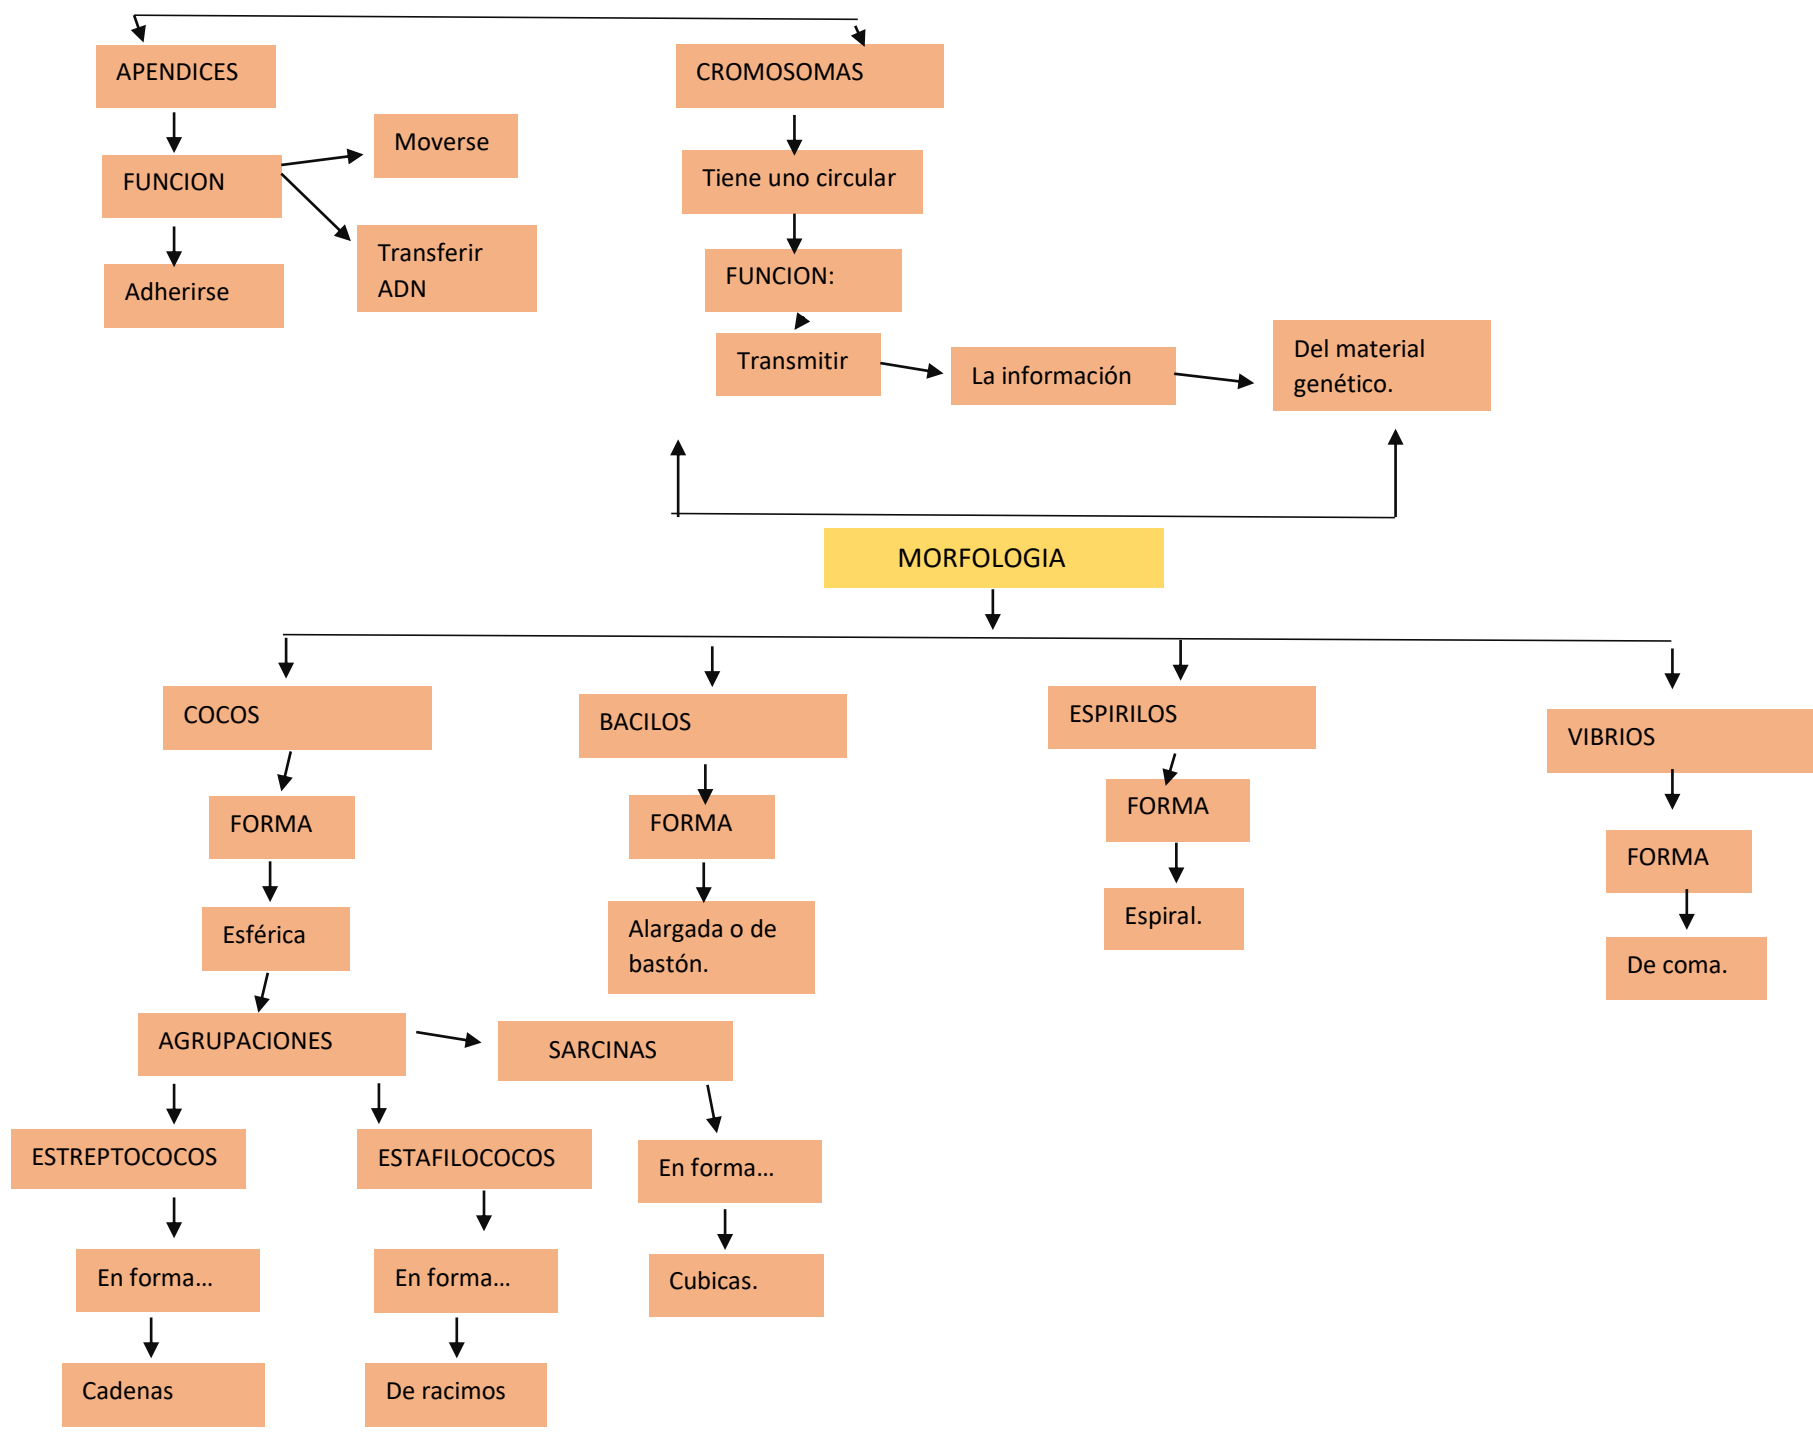 APENDICES
CROMOSOMAS
Moverse
FUNCION
Tiene uno circular
Transferir
ADN
Adherirse
FUNCION:
Transmitir
La información
Del material
genético.
MORFOLOGIA
COCOS
BACILOS
ESPIRILOS
VIBRIOS
FORMA
FORMA
FORMA
FORMA
Esférica
Alargada o de
bastón.
Espiral.
De coma.
AGRUPACIONES
SARCINAS
ESTREPTOCOCOS
ESTAFILOCOCOS
En forma...
En forma...
En forma...
Cubicas.
Cadenas
De racimos